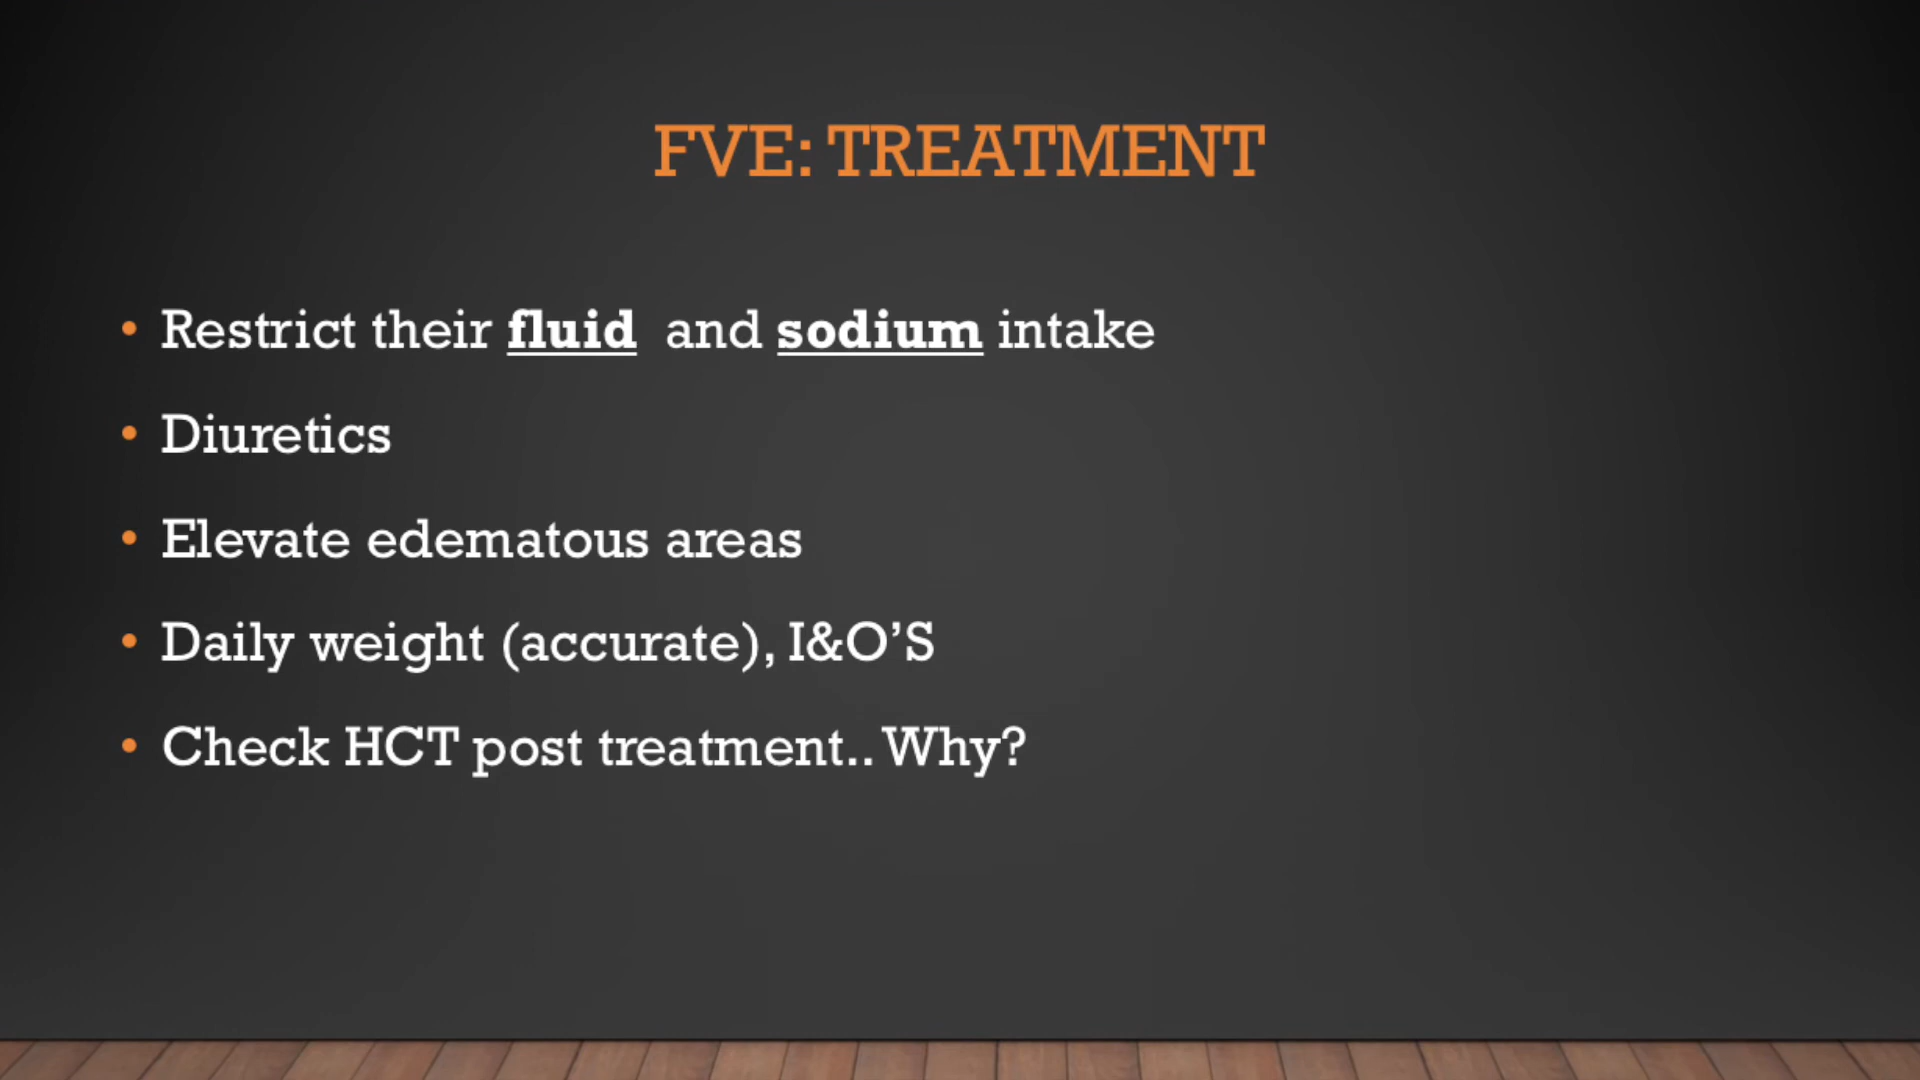 FVE: TREATMENT
• Restrict their fluid and sodium intake
• Diuretics
• Elevate edematous areas
• Daily weight (accurate), I&O’S
• Check HCT post treatment.. Why?